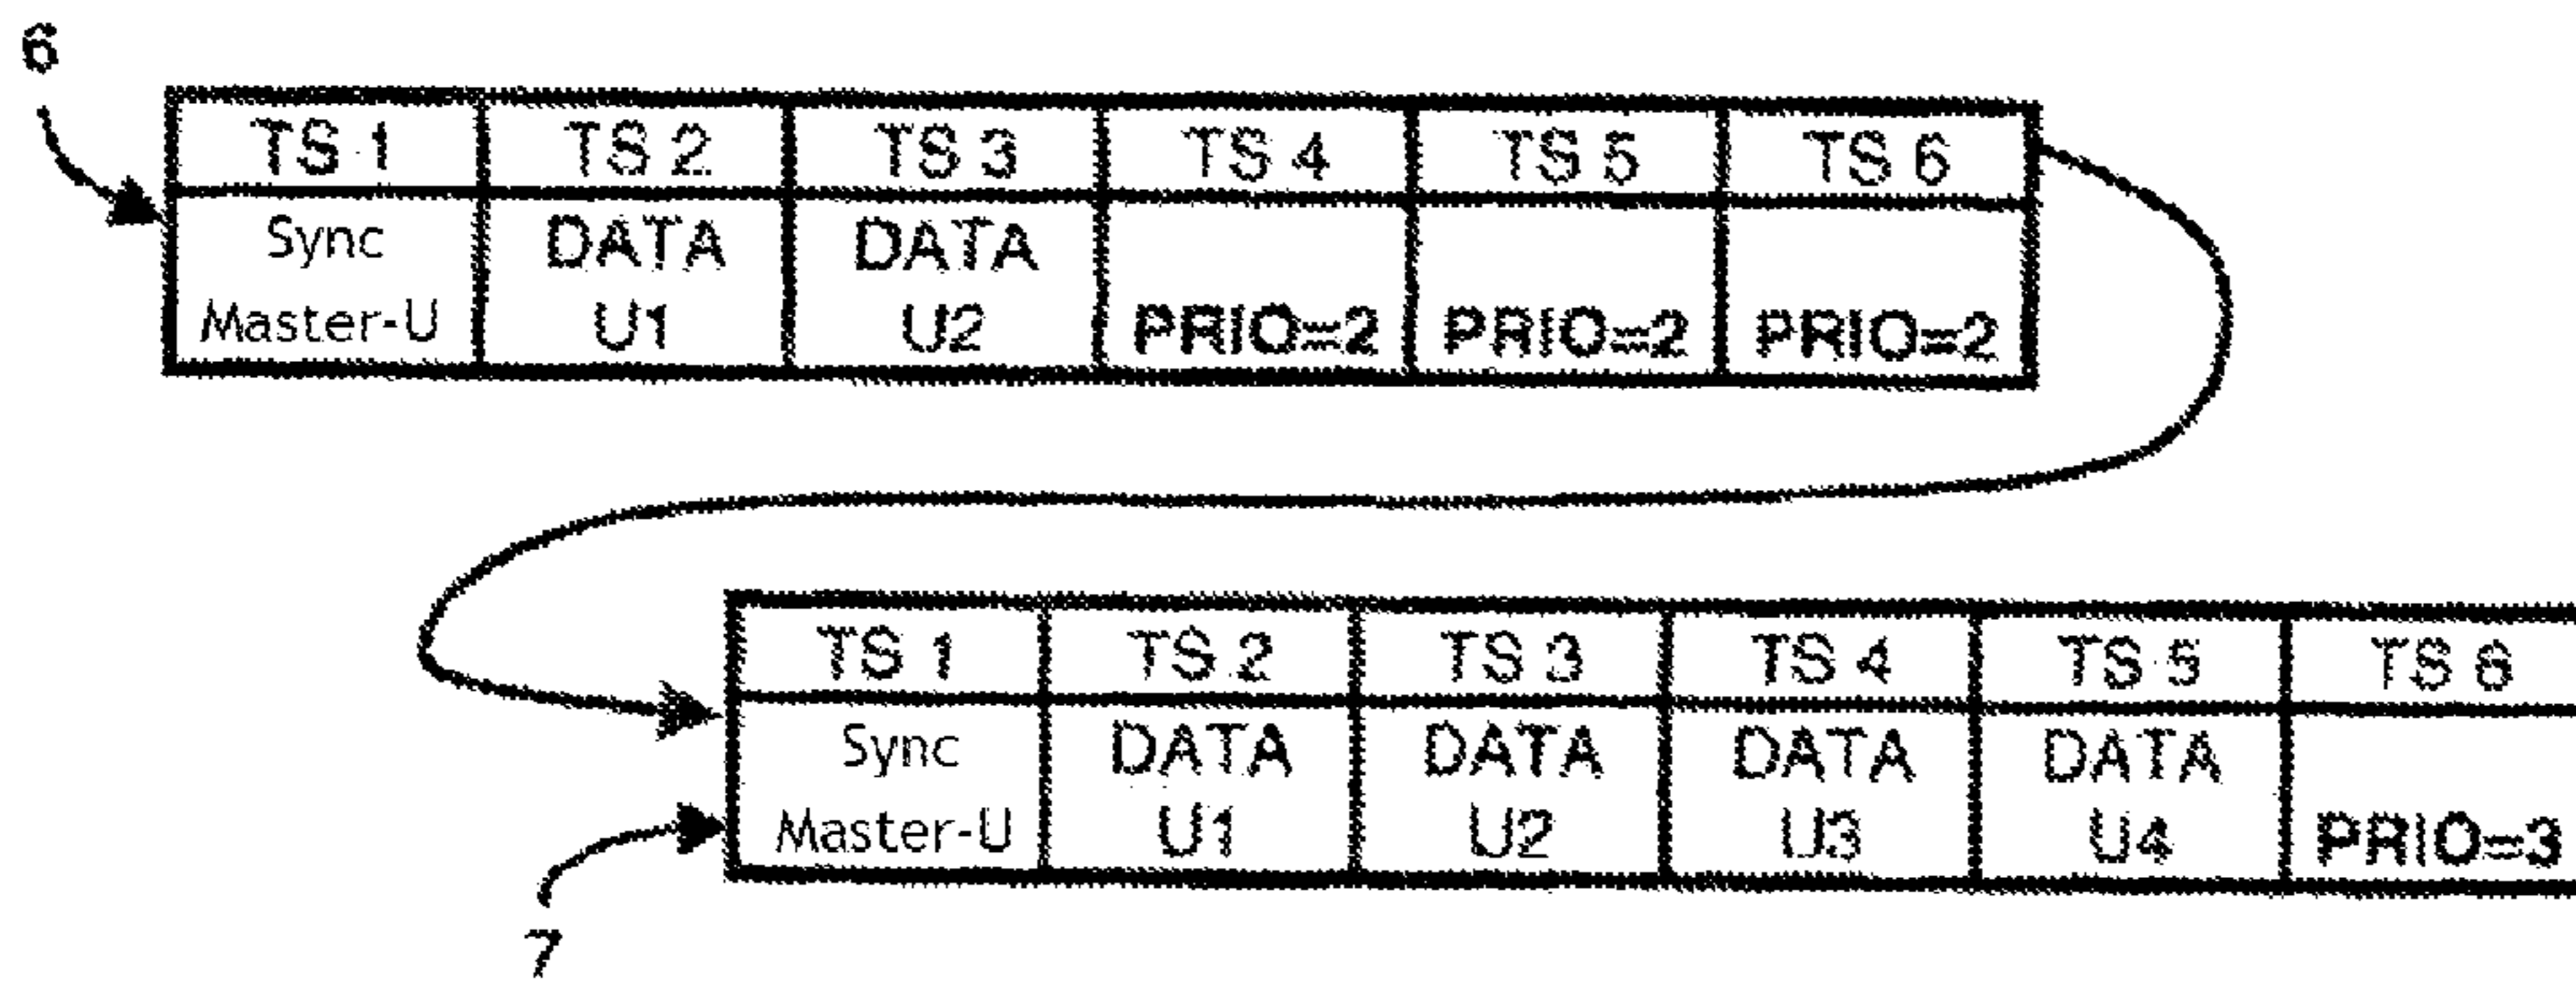 6
TS 1 TS 2 TS 3 TS 4 TS 5 TS 6
Sync DATA DATA
Master-U U1 U2 PRIO=2 PRIO=2 PRIO=2
TS 1 TS 2 TS 3 TS 4 TS 5 TS 6
Sync DATA DATA DATA DATA
Master-U U1 U2 U3 U4 PRIO=3
7